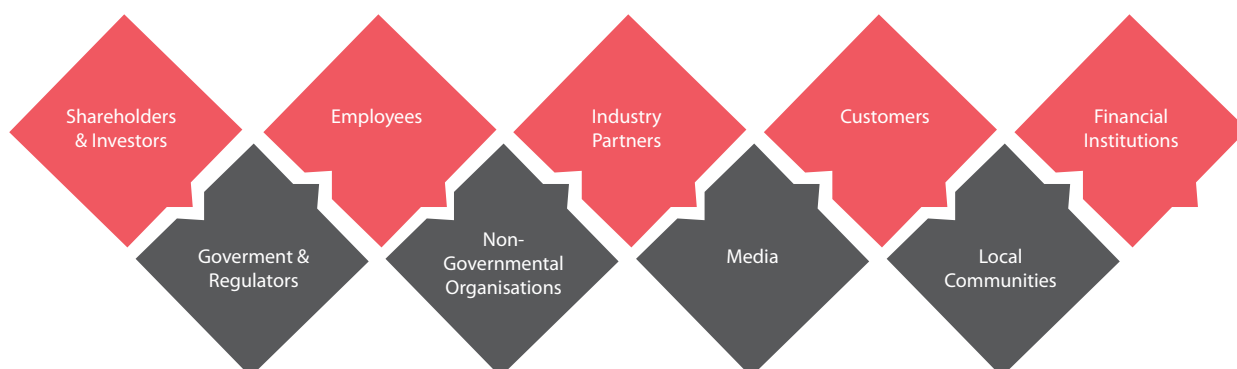 Shareholders
& Investors
Employees
Industry
Partners
Customers
Financial
Institutions
Goverment &
Regulators
Non-
Governmental
Organisations
Media
Local
Communities